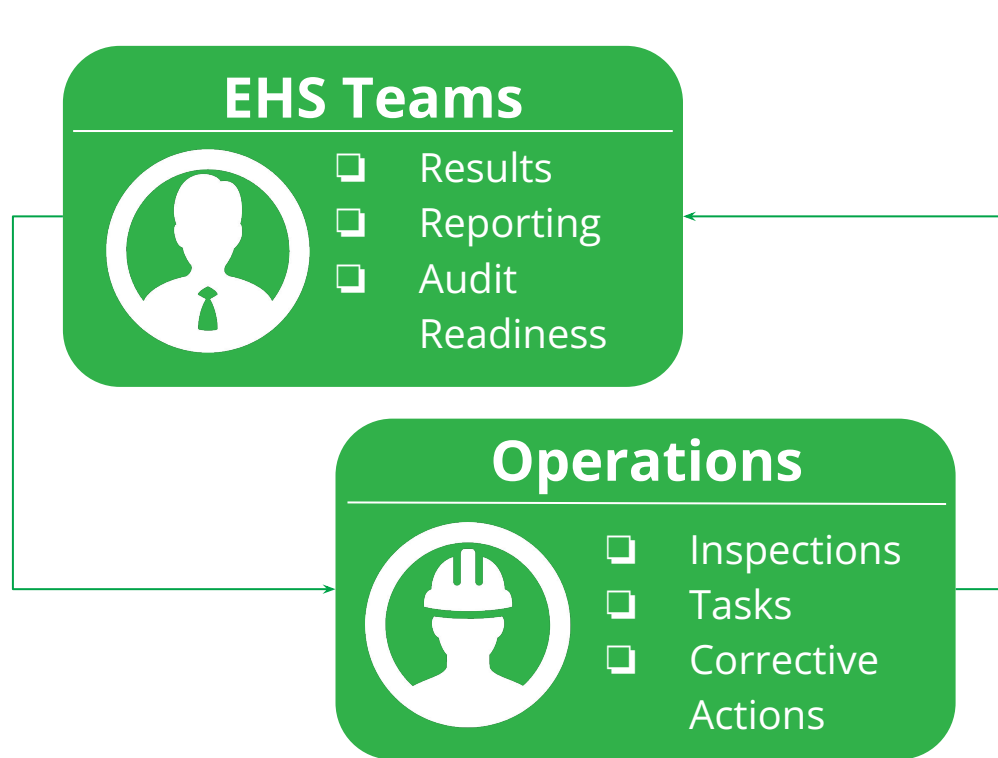 EHS Teams
Results
Reporting
Audit
Readiness
Operations
Inspections
Tasks
Corrective
Actions